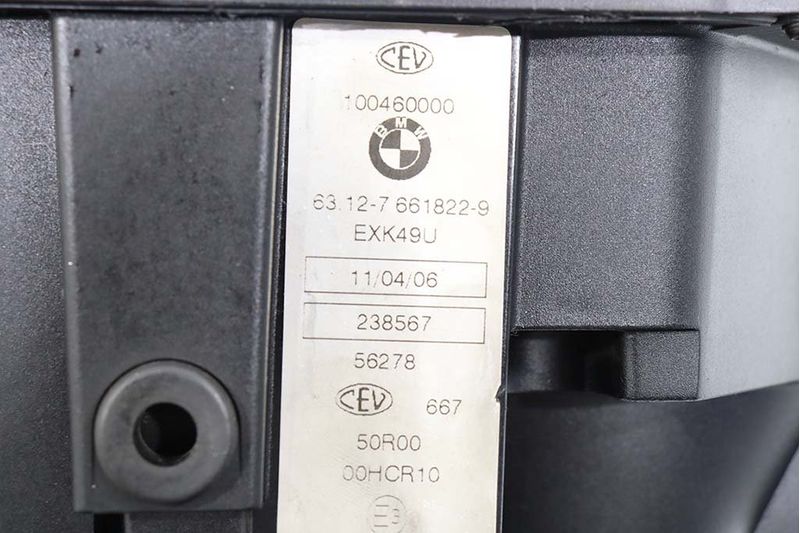 CEV
100460000
BMW
63.12-7 661822-9
EXK49U
11/04/06
238567
56278
CEV 667
50R00
00HCR10
E3